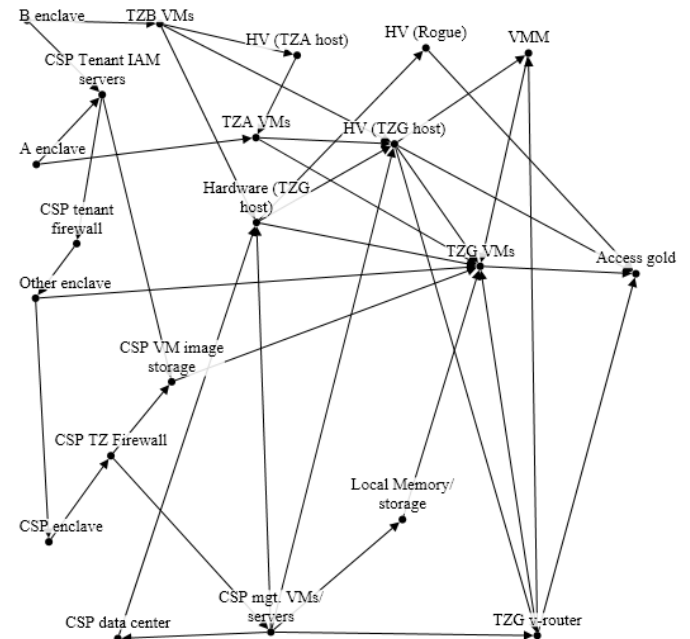 B enclave
TZB VMs
HV (TZA host)
HV (Rogue)
VMM
CSP Tenant IAM
servers
TZA VMs
HV (TZG host)
A enclave
Hardware (TZG
host)
CSP tenant
firewall
TZG VMs
Access gold
Other enclave
CSP VM image
storage
CSP TZ Firewall
Local Memory/
storage
CSP enclave
CSP mgt. VMs/
servers
CSP data center
TZG v-router